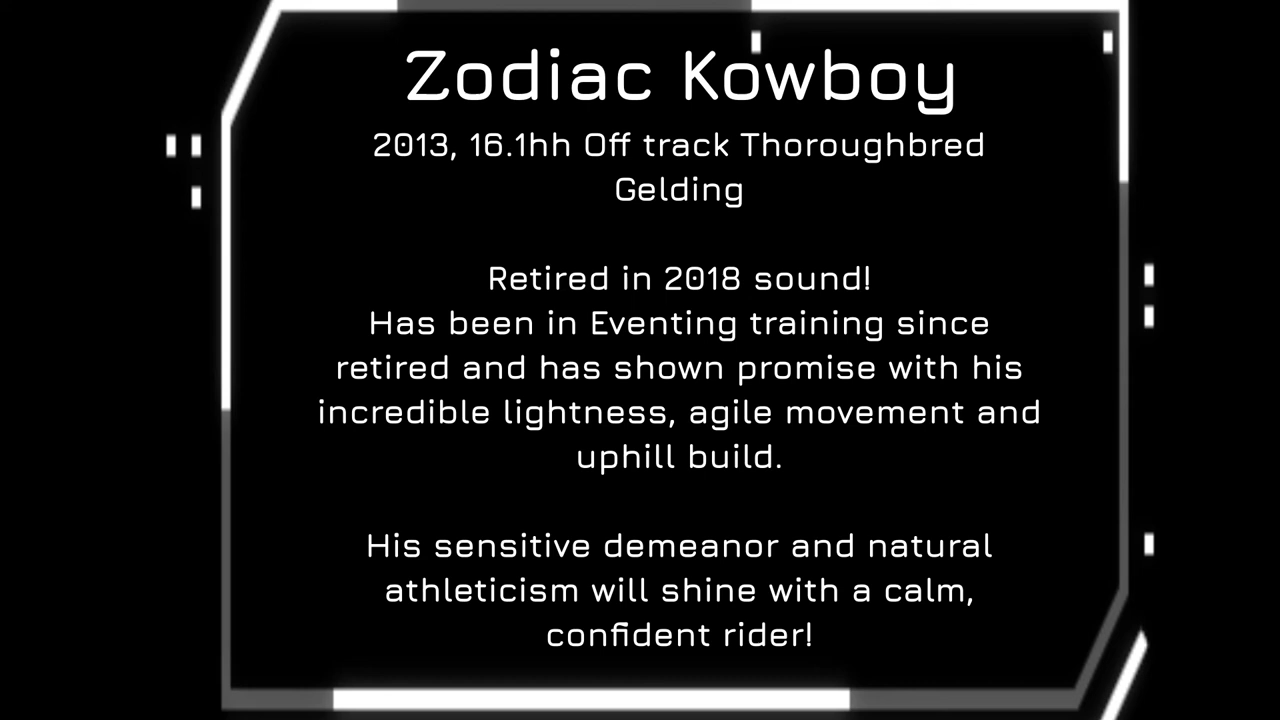 Zodiac Kowboy
2013, 16.1hh Off track Thoroughbred
Gelding
Retired in 2018 sound!
Has been in Eventing training since
retired and has shown promise with his
incredible lightness, agile movement and
uphill build.
His sensitive demeanor and natural
athleticism will shine with a calm,
confident rider!